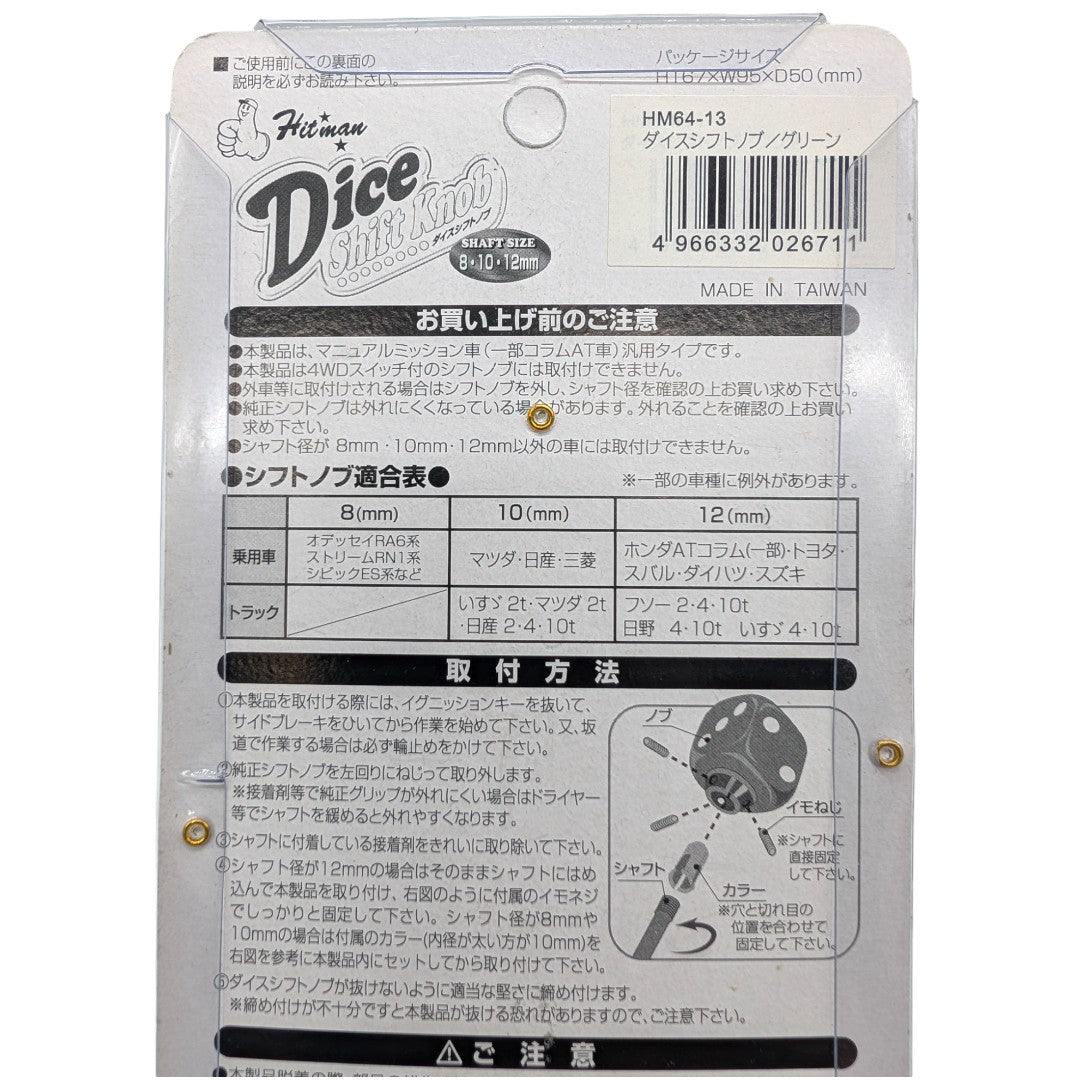 ■ご使用前にこの裏面の
説明を必ずお読み下さい。
パッケージサイズ
H167×W95×D50(mm)
Hitman
Dice
Shift Knob
ダイスシフトノブ
SHAFT SIZE
8・10・12mm
HM64-13
ダイスシフトノブ/グリーン
4 966332 026711
MADE IN TAIWAN
お買い上げ前のご注意
●本製品は、マニュアルミッション車(一部コラムAT車)汎用タイプです。
●本製品は4WDスイッチ付のシフトノブには取付けできません。
●外車等に取付けされる場合はシフトノブを外し、シャフト径を確認の上お買い求め下さい。
●純正シフトノブは外れにくくなっている場合があります。外れることを確認の上お買い
求め下さい。
●シャフト径が 8mm・10mm・12mm以外の車には取付けできません。
●シフトノブ適合表●
※一部の車種に例外があります。
8(mm) 10(mm) 12(mm)
乗用車
オデッセイRA6系
ストリームRN1系
シビックES系など
マツダ・日産・三菱
ホンダATコラム(一部)・トヨタ・
スバル・ダイハツ・スズキ
トラック
いすゞ 2t・マツダ 2t
・日産 2・4・10t
フソー 2・4・10t
日野 4・10t いすゞ 4・10t
取付方法
①本製品を取付ける際には、イグニッションキーを抜いて、
サイドブレーキをひいてから作業を始めて下さい。又、坂
道で作業する場合は必ず輪止めをかけて下さい。
②純正シフトノブを左回りにねじって取り外します。
※接着剤等で純正グリップが外れにくい場合はドライヤー
等でシャフトを緩めると外れやすくなります。
③シャフトに付着している接着剤をきれいに取り除いて下さい。
④シャフト径が12mmの場合はそのままシャフトにはめ
込んで本製品を取り付け、右図のように付属のイモネジ
でしっかりと固定して下さい。シャフト径が8mmや
10mmの場合は付属のカラー(内径が太い方が10mm)を
右図を参考に本製品内にセットしてから取り付けて下さい。
⑤ダイスシフトノブが抜けないように適当な堅さに締め付けます。
※締め付けが不十分ですと本製品が抜ける恐れがありますので、ご注意下さい。
ノブ
イモねじ
※シャフトに
直接固定
して下さい。
シャフト
カラー
※穴と切れ目の
位置を合わせて
固定して下さい。
⚠ご注意